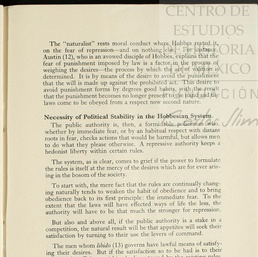 CENTRO DE
ESTUDIOS
The "naturalist" rests moral conduct where Hobbes rested it,
on the fear of repression—and on nothing else. For instance,
Austin (12), who is an avowed disciple of Hobbes, explains that the
fear of punishment imposed by law is a factor in the process of
weighing the desires—the process by which the act of volition is
determined. It is by means of the desire to avoid the punishment
that the will is made up against the prohibited act. This desire to
avoid punishment forms by degrees good habits, with the result
that the punishment becomes no longer present to the mind and the
laws come to be obeyed from a respect now second nature.
Necessity of Political Stability in the Hobbesian System
The public authority is, then, a formidable power which,
whether by immediate fear, or by an habitual respect with distant
roots in fear, checks actions that would be harmful, but allows men
to do what they please otherwise. A repressive authority keeps a
hedonist liberty within certain rules.
The system, as is clear, comes to grief if the power to formulate
the rules is itself at the mercy of the desires which are for ever aris-
ing in the bosom of the society.
To start with, the mere fact that the rules are continually chang-
ing naturally tends to weaken the habit of obedience and to bring
obedience back to its first principle: the immediate fear. To the
extent that the laws will have effected ways of life the less, the
authority will have to be that much the stronger for repression.
But also and above all, if the public authority is a stake in a
competition, the natural result will be that appetites will seek their
satisfaction by turning to their use the levers of command.
The men whom libido (13) governs have lawful means of satisfy-
ing their desires. But if the satisfaction so to be had is to their